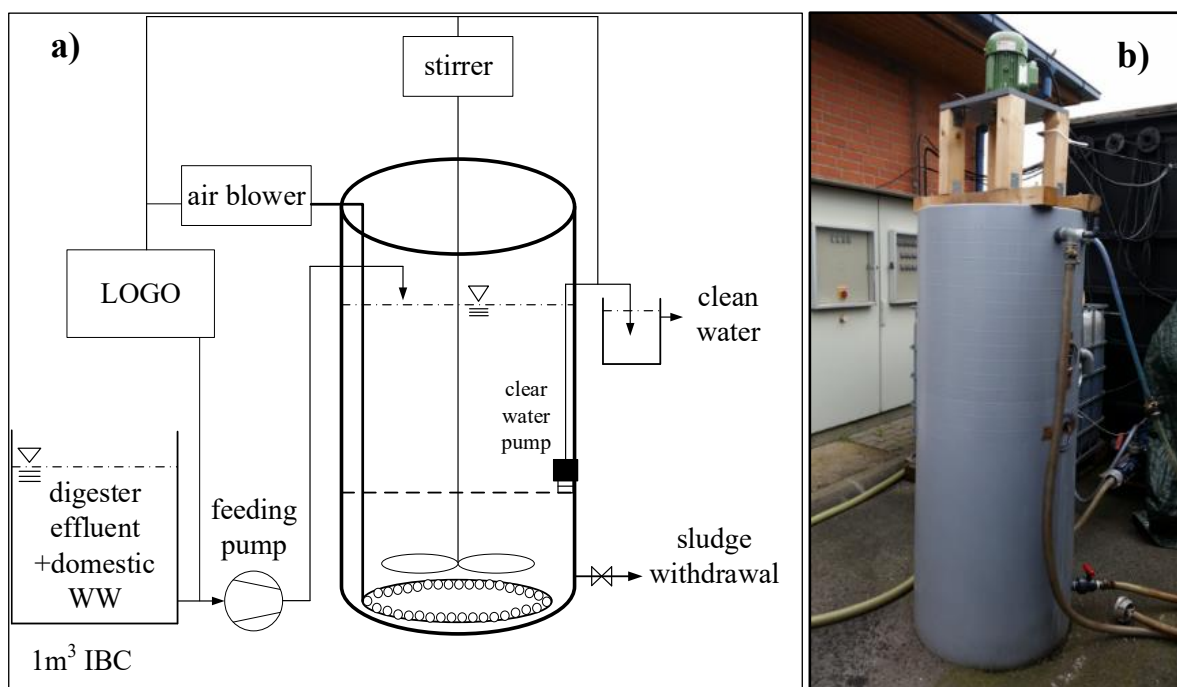 a)
stirrer
air blower
LOGO
clean
water
clear
water
pump
digester
effluent
+domestic
WW
feeding
pump
sludge
withdrawal
1m³ IBC
b)